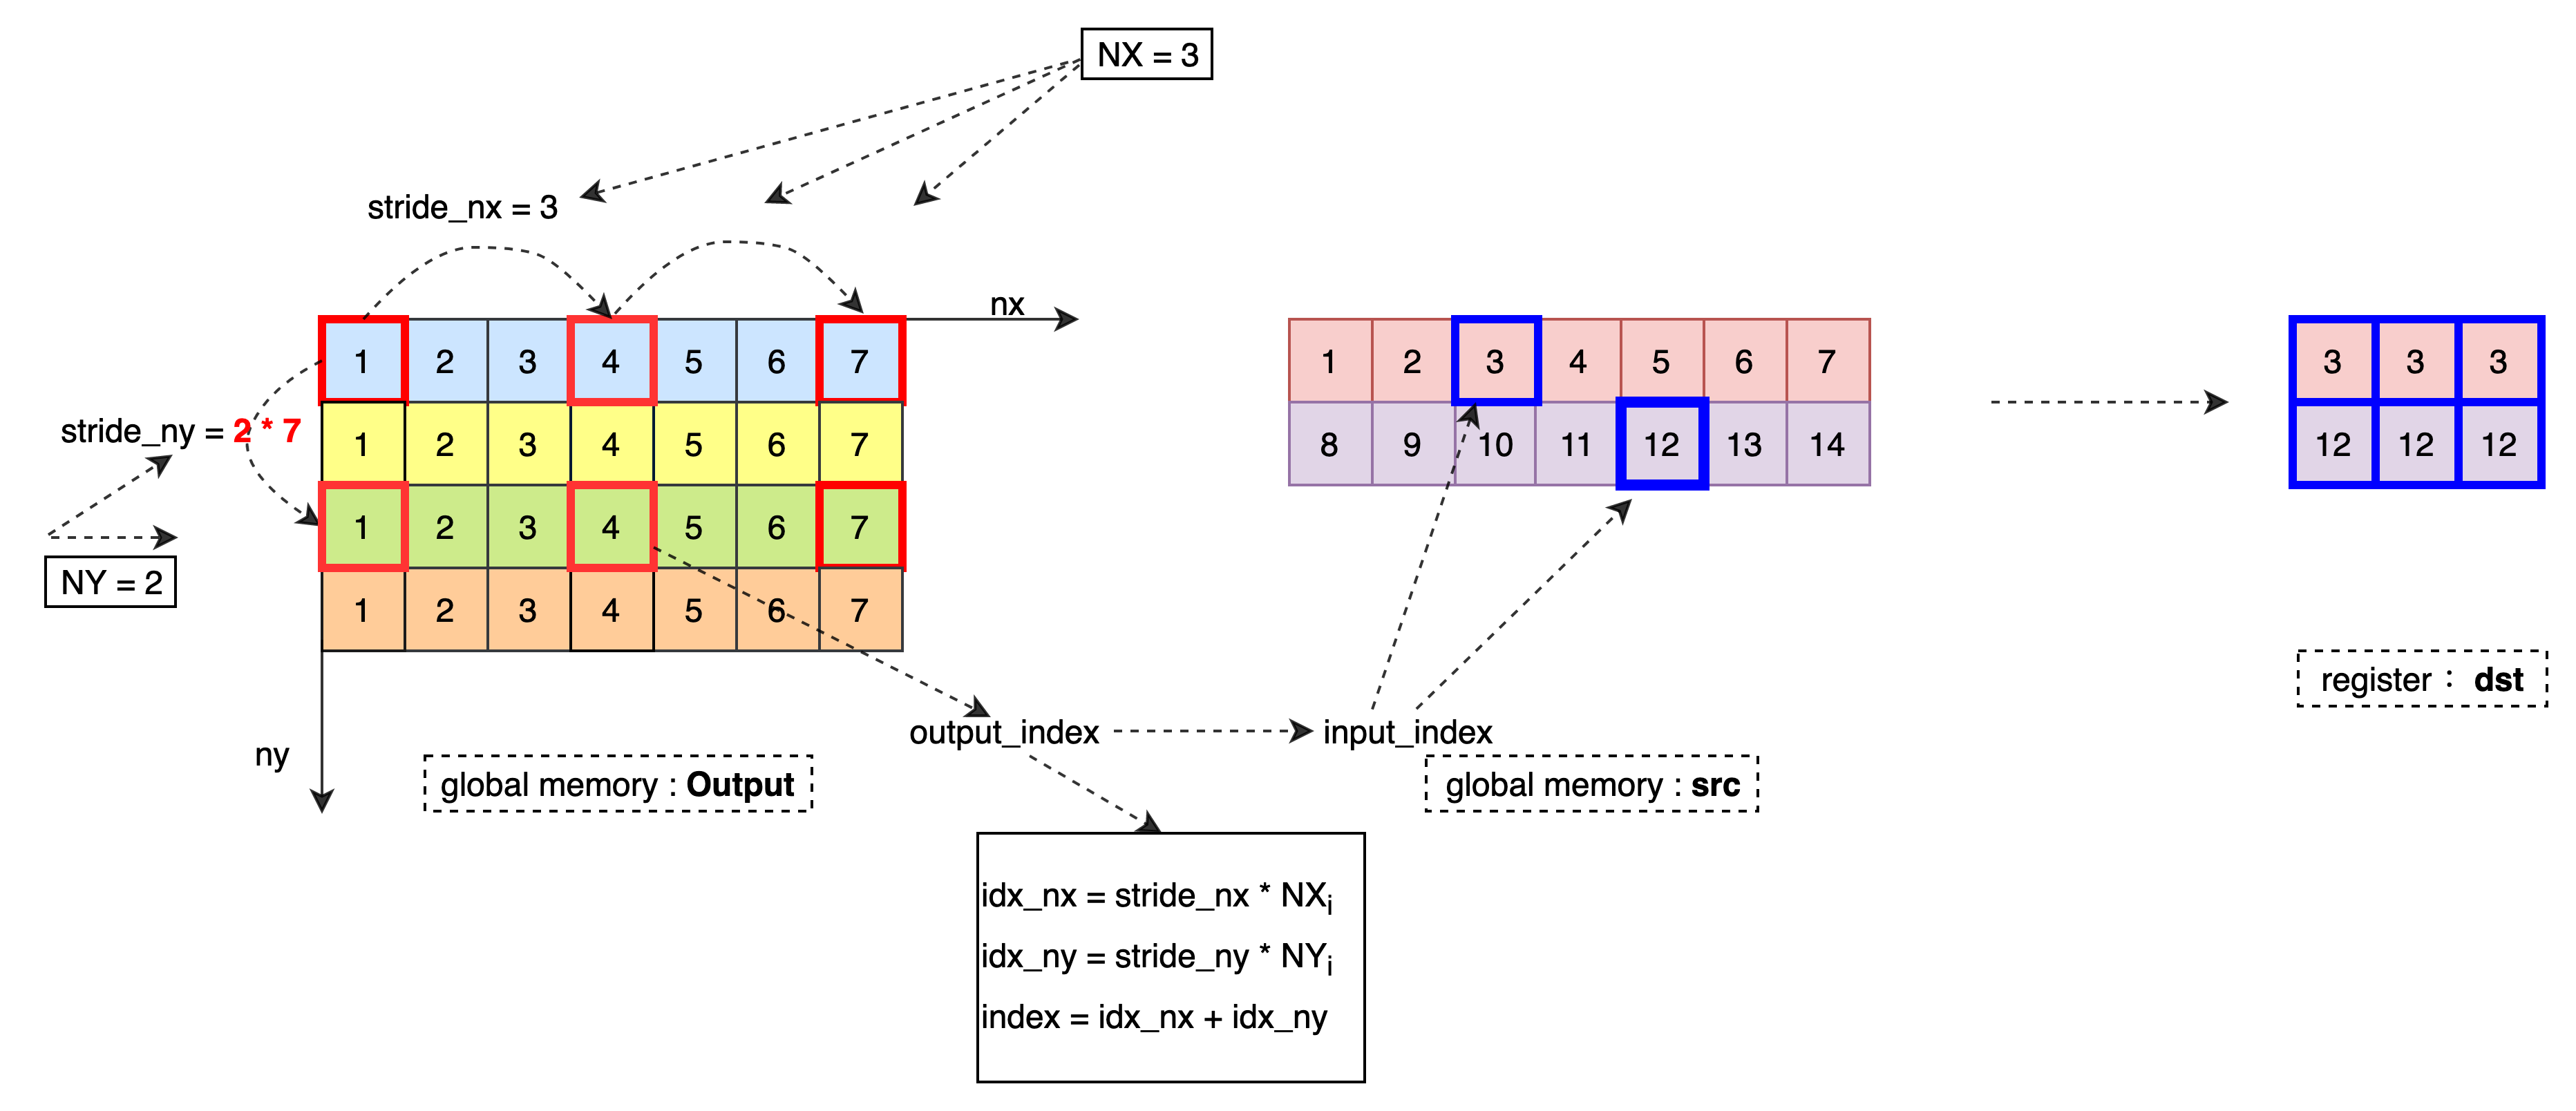 NX = 3
stride_nx = 3
nx
1 2 3 4 5 6 7
1 2 3 4 5 6 7
3 3 3
stride_ny = 2 * 7
1 2 3 4 5 6 7
8 9 10 11 12 13 14
12 12 12
1 2 3 4 5 6 7
NY = 2
1 2 3 4 5 6 7
register : dst
output_index
input_index
ny
global memory : Output
global memory : src
idx_nx = stride_nx * NXi
idx_ny = stride_ny * NYi
index = idx_nx + idx_ny